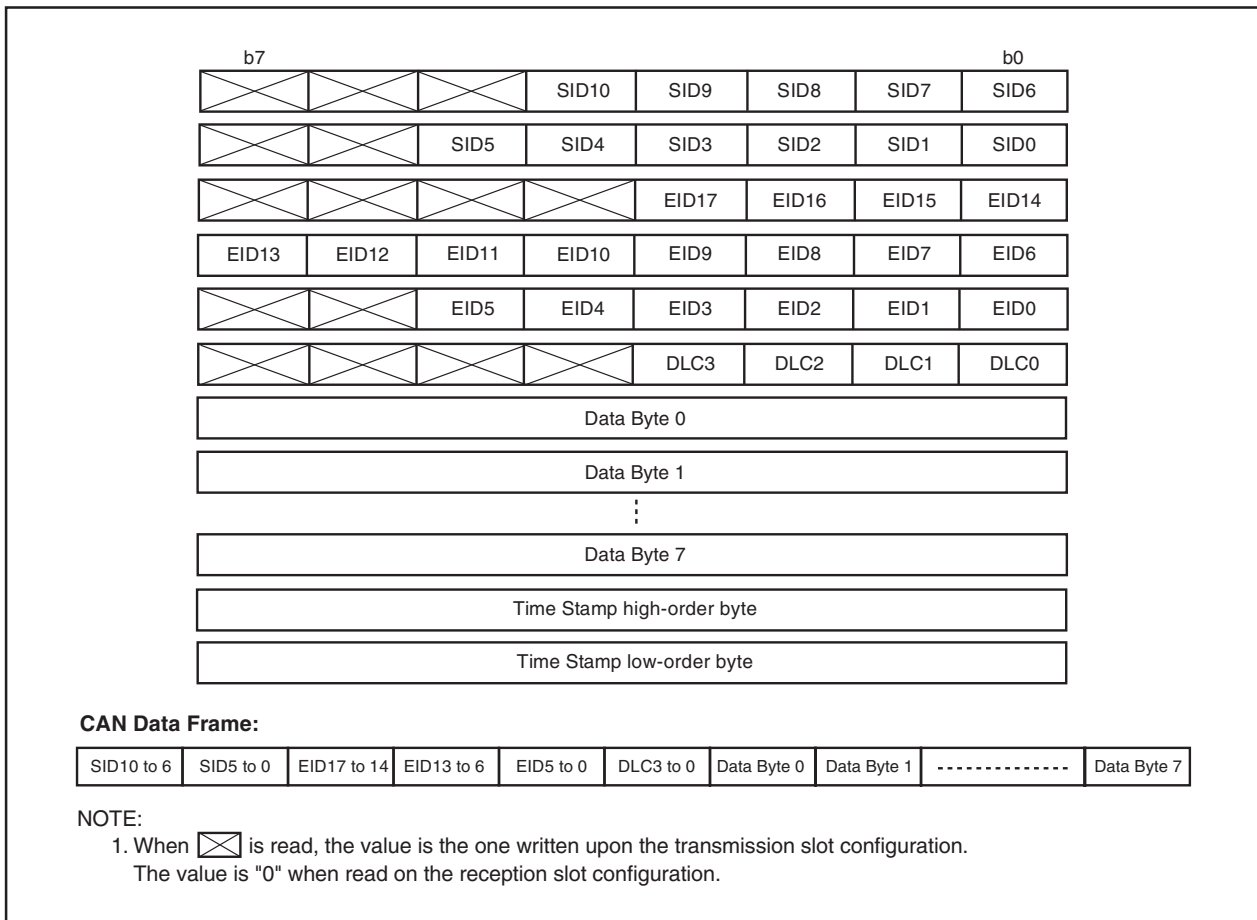 b7 b0
SID10 SID9 SID8 SID7 SID6
SID5 SID4 SID3 SID2 SID1 SID0
EID17 EID16 EID15 EID14
EID13 EID12 EID11 EID10 EID9 EID8 EID7 EID6
EID5 EID4 EID3 EID2 EID1 EID0
DLC3 DLC2 DLC1 DLC0
Data Byte 0
Data Byte 1
Data Byte 7
Time Stamp high-order byte
Time Stamp low-order byte
CAN Data Frame:
SID10 to 6 SID5 to 0 EID17 to 14 EID13 to 6 EID5 to 0 DLC3 to 0 Data Byte 0 Data Byte 1 Data Byte 7
NOTE:
1. When is read, the value is the one written upon the transmission slot configuration.
The value is "0" when read on the reception slot configuration.